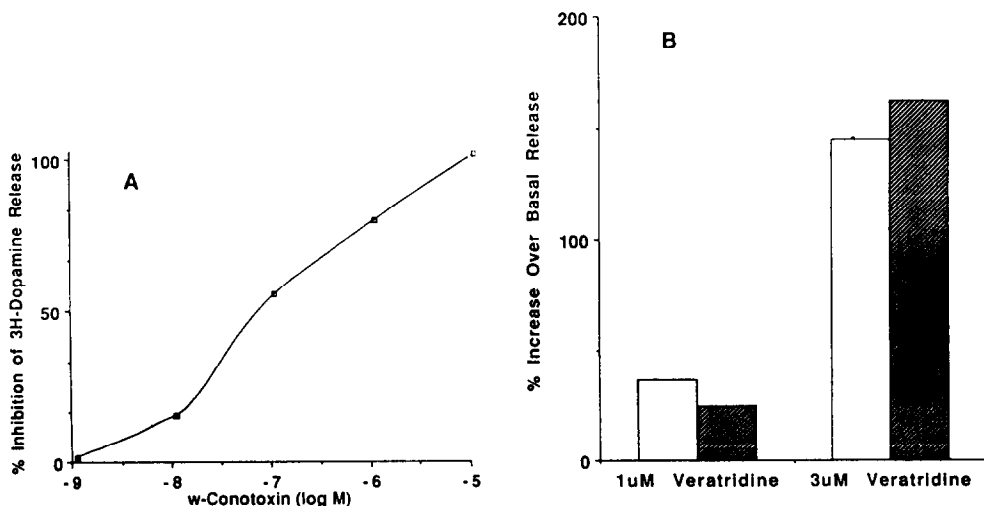 A
% Inhibition of 3H-Dopamine Release
100
50
0
-9 -8 -7 -6 -5
w-Conotoxin (log M)
B
% Increase Over Basal Release
200
100
0
1uM Veratridine 3uM Veratridine